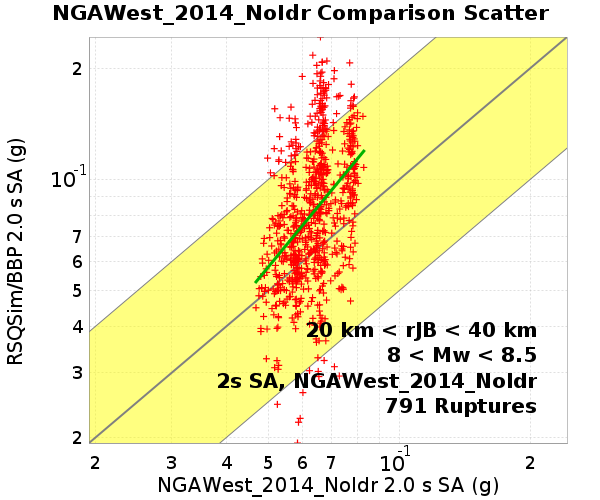 NGAWest_2014_NoIdr Comparison Scatter
RSQSim/BBP 2.0 s SA (g)
2
10⁻¹
7
6
5
4
3
2
20 km < rJB < 40 km
8 < Mw < 8.5
2s SA, NGAWest_2014_NoIdr
791 Ruptures
2 3 4 5 6 7 10⁻¹ 2
NGAWest_2014_NoIdr 2.0 s SA (g)